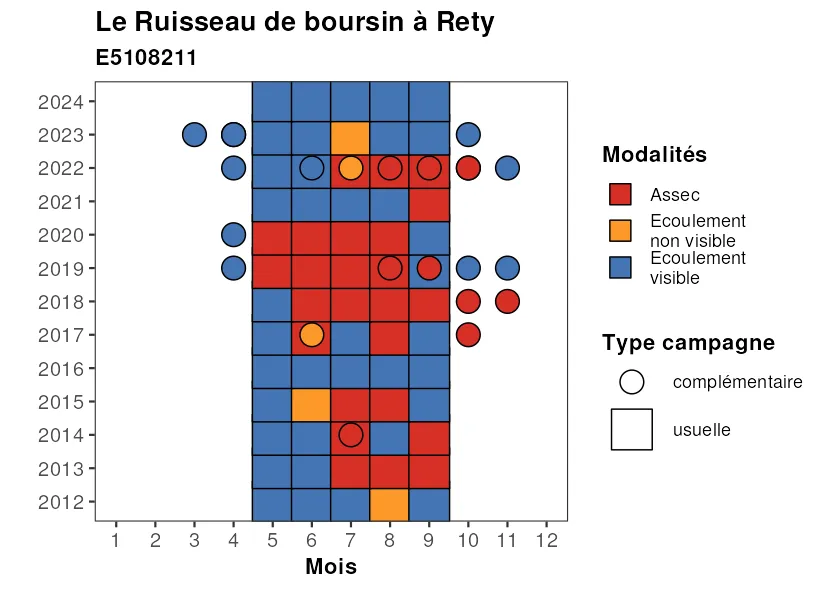 Le Ruisseau de boursin à Rety
E5108211
2024
2023
2022
2021
2020
2019
2018
2017
2016
2015
2014
2013
2012
1 2 3 4 5 6 7 8 9 10 11 12
Mois
Modalités
Assec
Ecoulement
non visible
Ecoulement
visible
Type campagne
complémentaire
usuelle